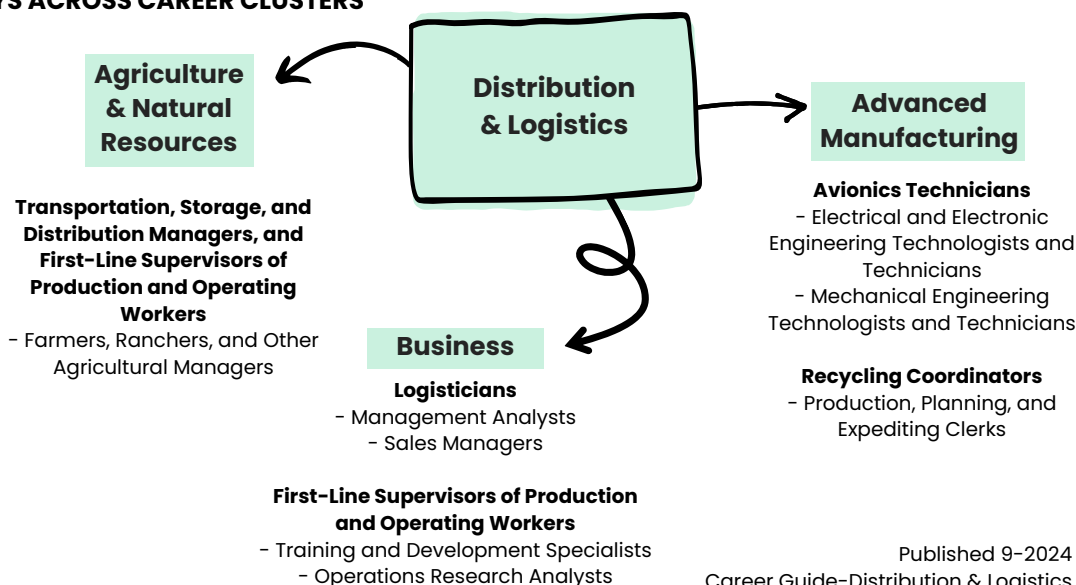 YS ACROSS CAREER CLUSTERS
Distribution
& Logistics
Agriculture
& Natural
Resources
Transportation, Storage, and
Distribution Managers, and
First-Line Supervisors of
Production and Operating
Workers
- Farmers, Ranchers, and Other
Agricultural Managers
Business
Logisticians
- Management Analysts
- Sales Managers
First-Line Supervisors of Production
and Operating Workers
- Training and Development Specialists
- Operations Research Analysts
Advanced
Manufacturing
Avionics Technicians
- Electrical and Electronic
Engineering Technologists and
Technicians
- Mechanical Engineering
Technologists and Technicians
Recycling Coordinators
- Production, Planning, and
Expediting Clerks
Published 9-2024
Career Guide-Distribution & Logistics